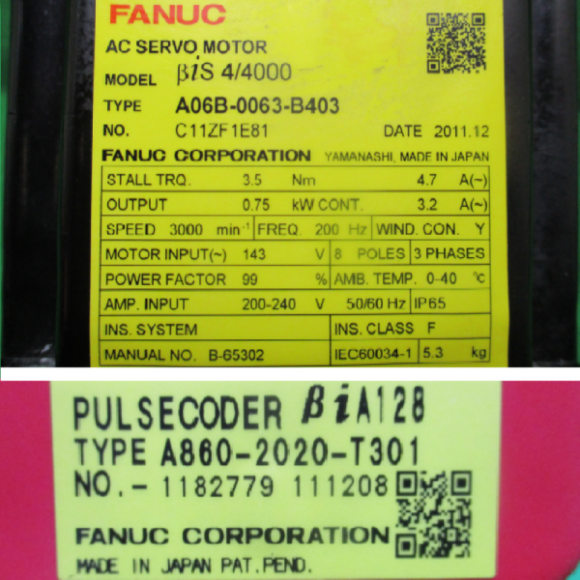 FANUC
AC SERVO MOTOR
MODEL βiS 4/4000
TYPE A06B-0063-B403
NO. C11ZF1E81 DATE 2011.12
FANUC CORPORATION YAMANASHI, MADE IN JAPAN
STALL TRQ. 3.5 Nm 4.7 A(~)
OUTPUT 0.75 kW CONT. 3.2 A(~)
SPEED 3000 min⁻¹ FREQ. 200 Hz WIND. CON. Y
MOTOR INPUT(~) 143 V 8 POLES 3 PHASES
POWER FACTOR 99 % AMB. TEMP. 0-40 ℃
AMP. INPUT 200-240 V 50/60 Hz IP65
INS. SYSTEM INS. CLASS F
MANUAL NO. B-65302 IEC60034-1 5.3 kg
PULSECODER βiA128
TYPE A860-2020-T301
NO.- 1182779 111208
FANUC CORPORATION
MADE IN JAPAN PAT.PEND.